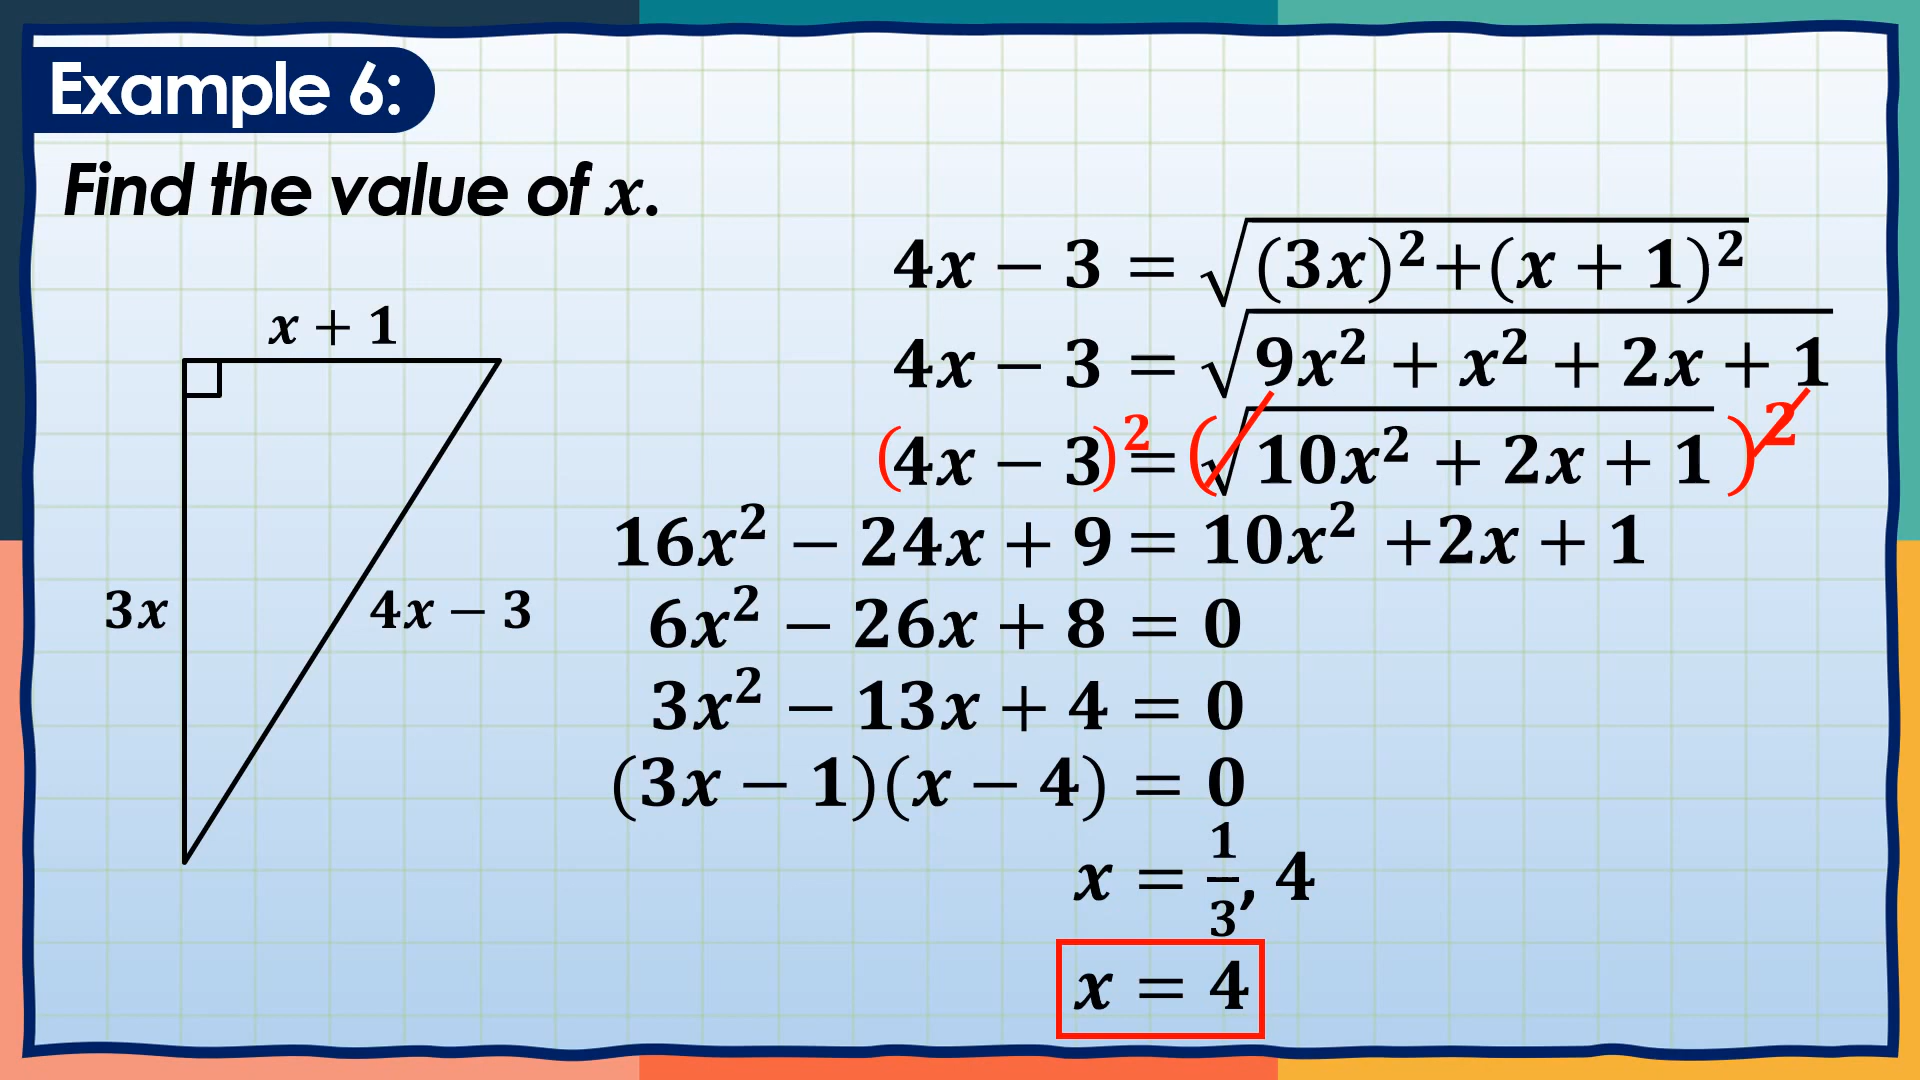 Example 6:
Find the value of x.
x + 1
3x
4x − 3
4x − 3 = √((3x)²+(x + 1)²)
4x − 3 = √(9x² + x² + 2x + 1)
(4x − 3)² = (√(10x² + 2x + 1))²
16x² − 24x + 9 = 10x² +2x + 1
6x² − 26x + 8 = 0
3x² − 13x + 4 = 0
(3x − 1)(x − 4) = 0
x = 1/3, 4
x = 4